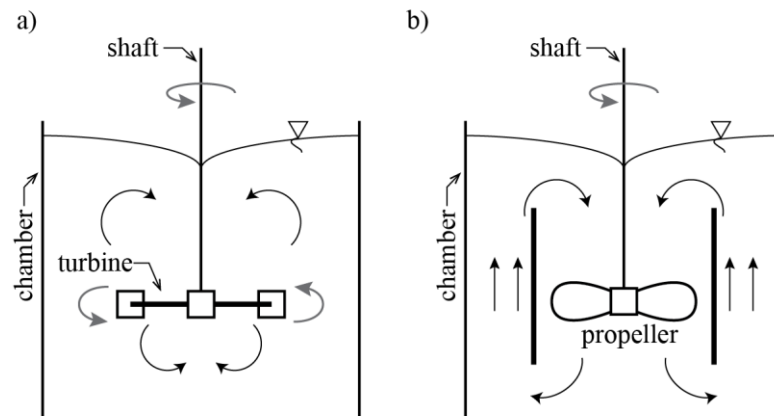 a)
shaft
chamber
turbine
b)
shaft
chamber
propeller